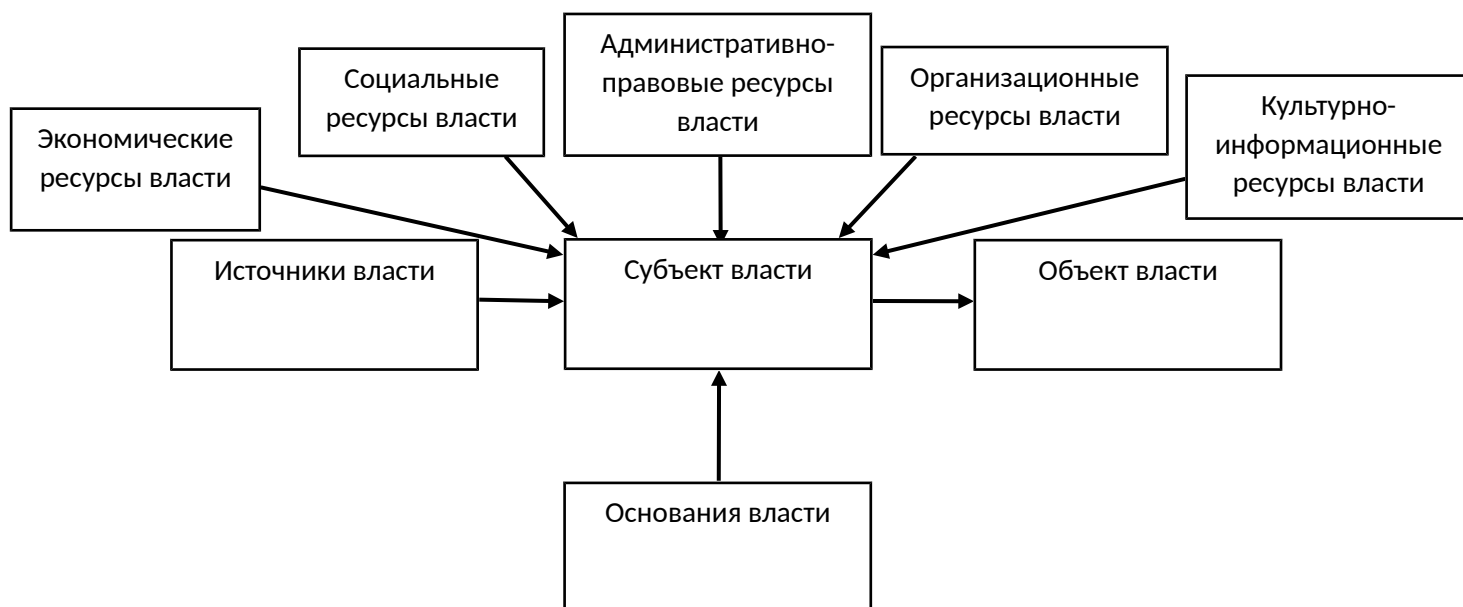 Экономические
ресурсы власти
Социальные
ресурсы власти
Административно-
правовые ресурсы
власти
Организационные
ресурсы власти
Культурно-
информационные
ресурсы власти
Источники власти
Субъект власти
Объект власти
Основания власти